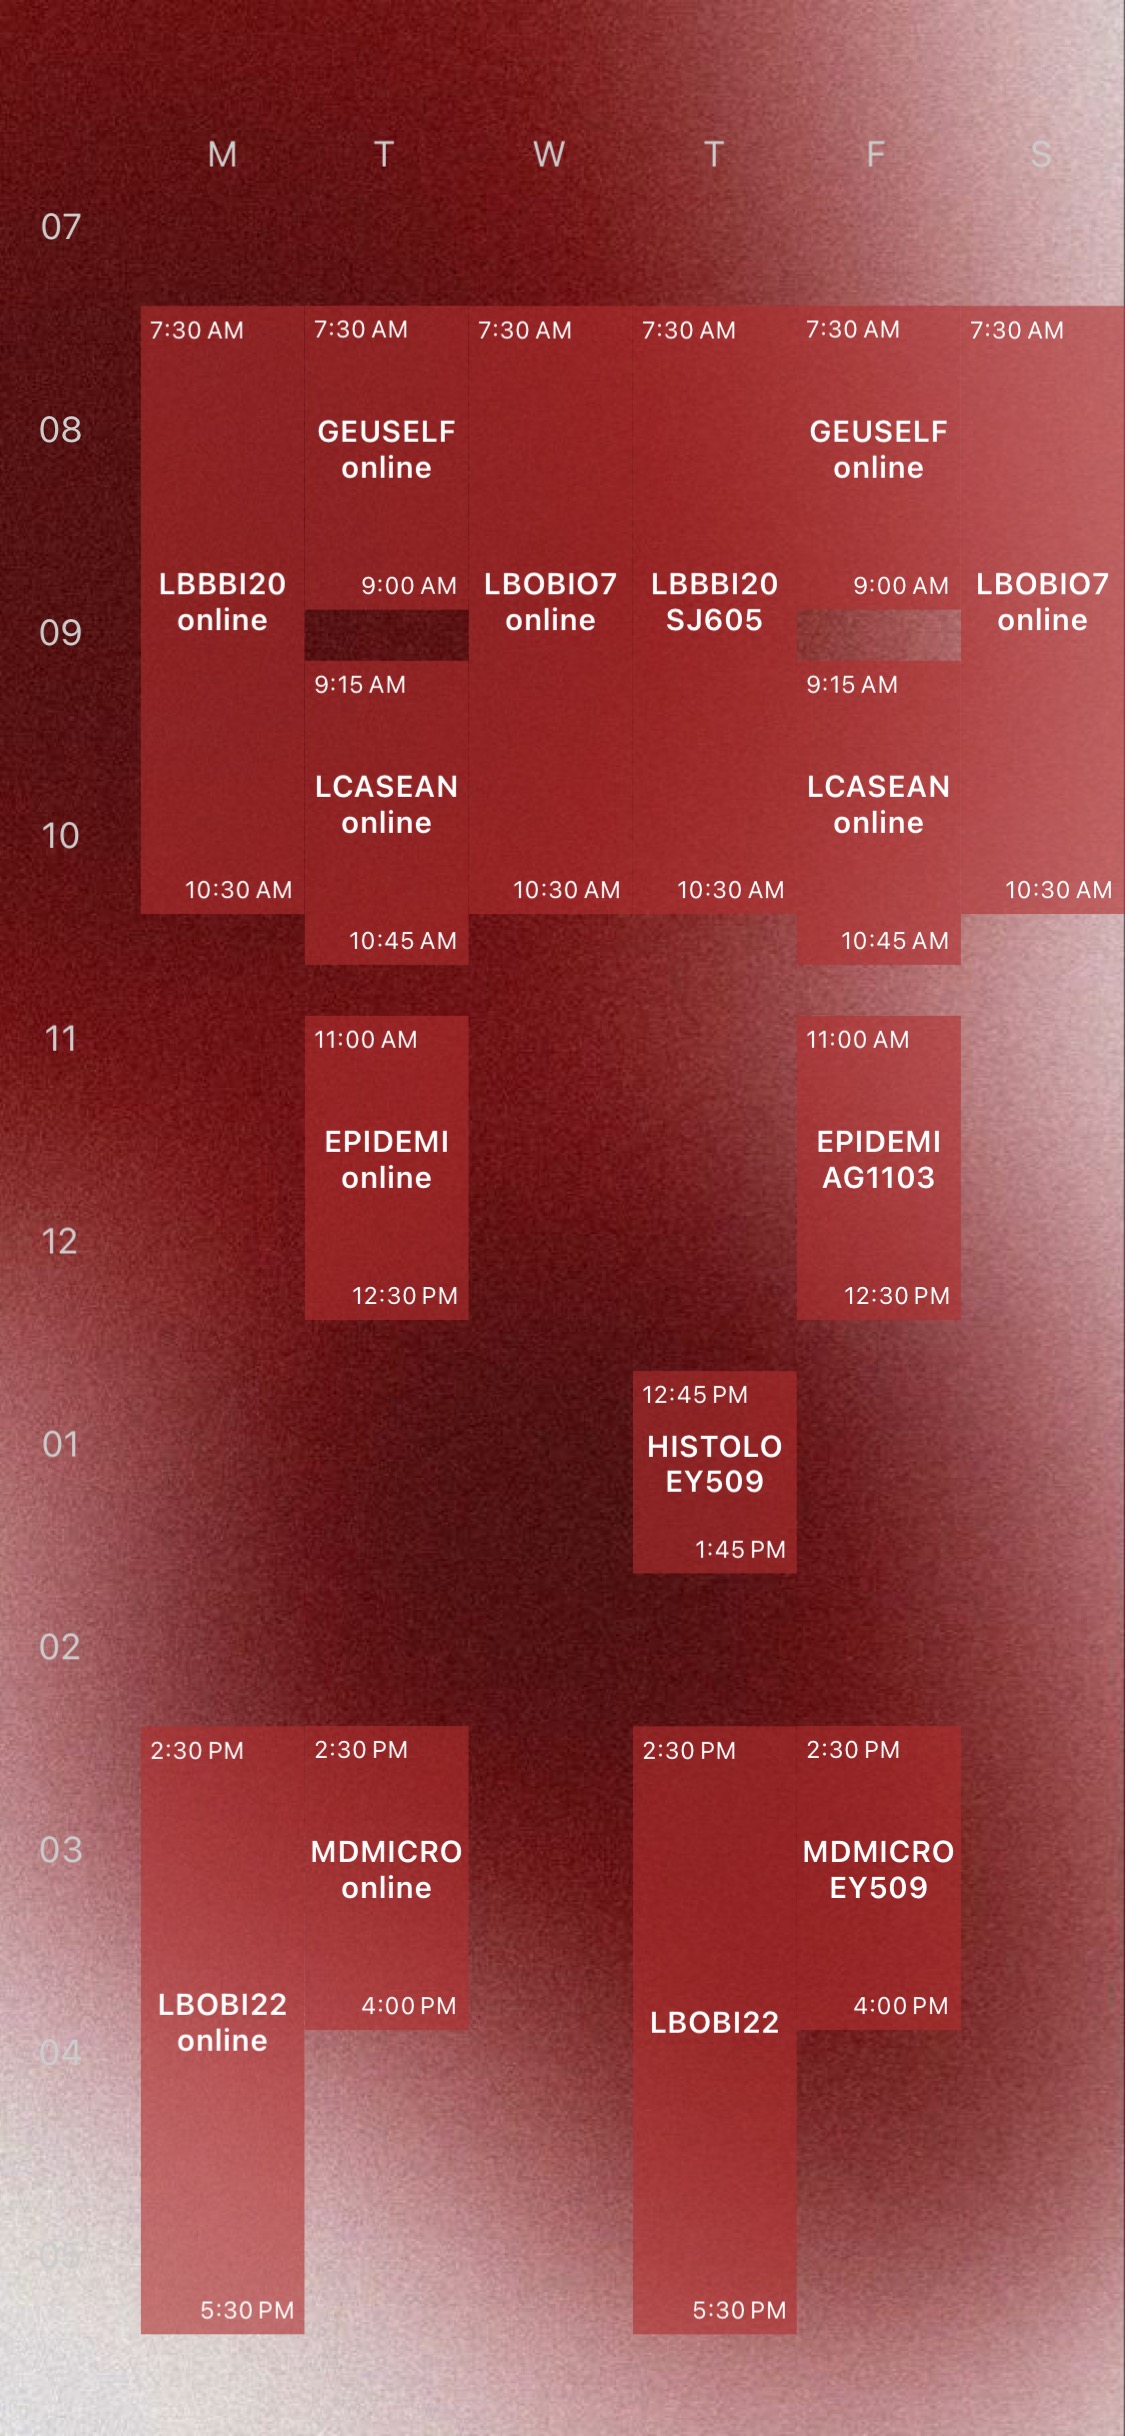 M T W T F S
07
7:30 AM 7:30 AM 7:30 AM 7:30 AM 7:30 AM 7:30 AM
08
GEUSELF GEUSELF
online online
LBBBI20 9:00 AM LBOBIO7 LBBBI20 9:00 AM LBOBIO7
online online SJ605 online
09
9:15 AM 9:15 AM
LCASEAN LCASEAN
online online
10
10:30 AM 10:30 AM 10:30 AM 10:30 AM
10:45 AM 10:45 AM
11
11:00 AM 11:00 AM
EPIDEMI EPIDEMI
online AG1103
12
12:30 PM 12:30 PM
12:45 PM
01
HISTOLO
EY509
1:45 PM
02
2:30 PM 2:30 PM 2:30 PM 2:30 PM
03
MDMICRO MDMICRO
online EY509
LBOBI22 4:00 PM LBOBI22 4:00 PM
online
04
05
5:30 PM 5:30 PM